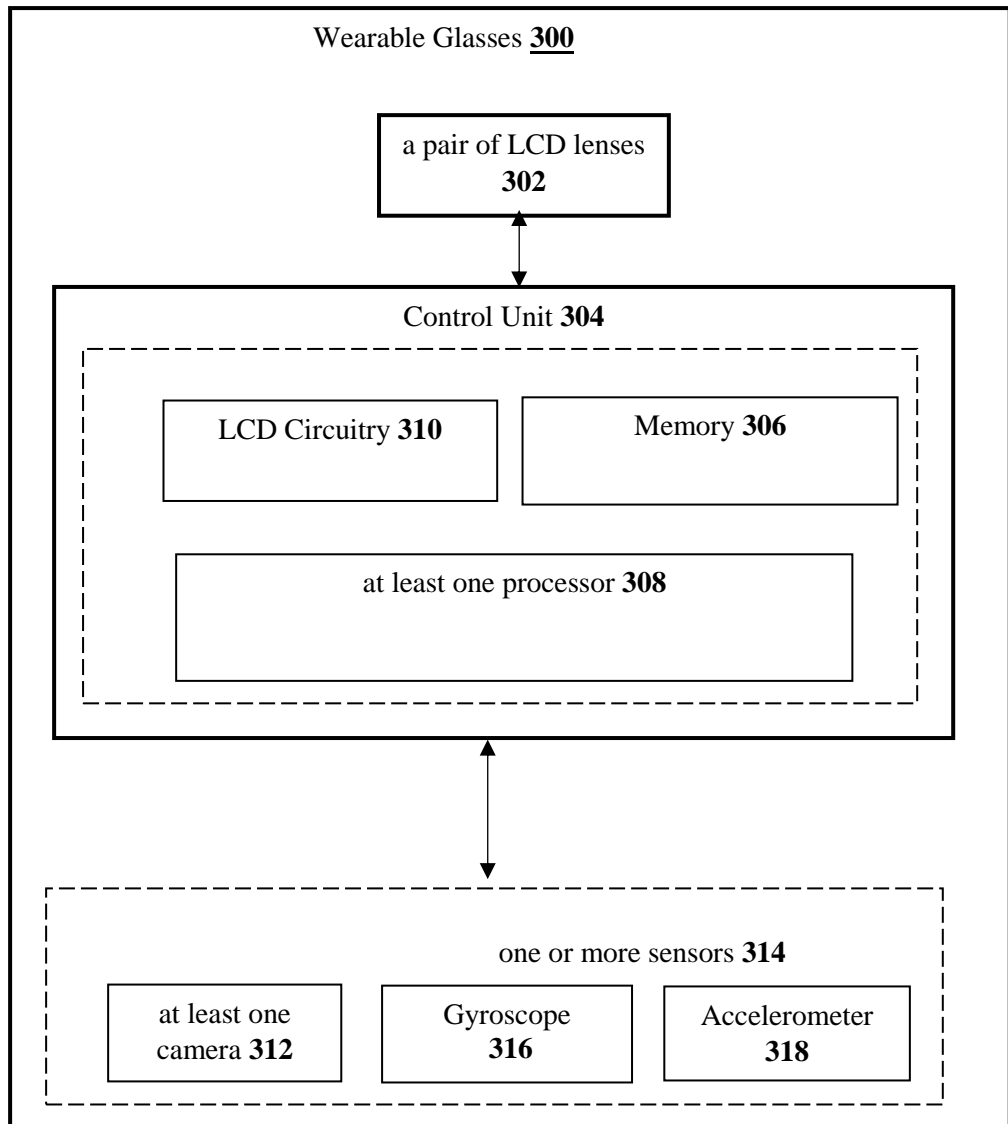 Wearable Glasses 300
a pair of LCD lenses
302
Control Unit 304
LCD Circuitry 310
Memory 306
at least one processor 308
one or more sensors 314
at least one
camera 312
Gyroscope
316
Accelerometer
318